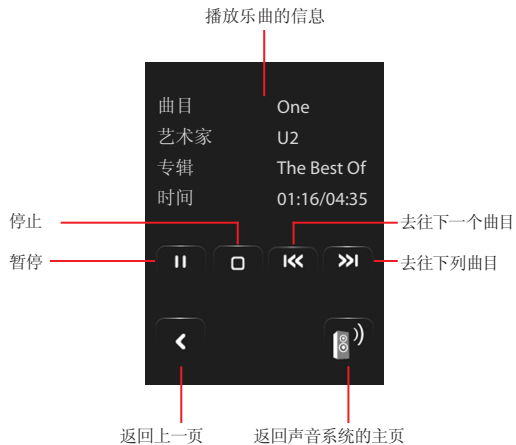 播放乐曲的信息
曲目 One
艺术家 U2
专辑 The Best Of
时间 01:16/04:35
停止
去往下一个曲目
暂停
去往下列曲目
返回上一页
返回声音系统的主页